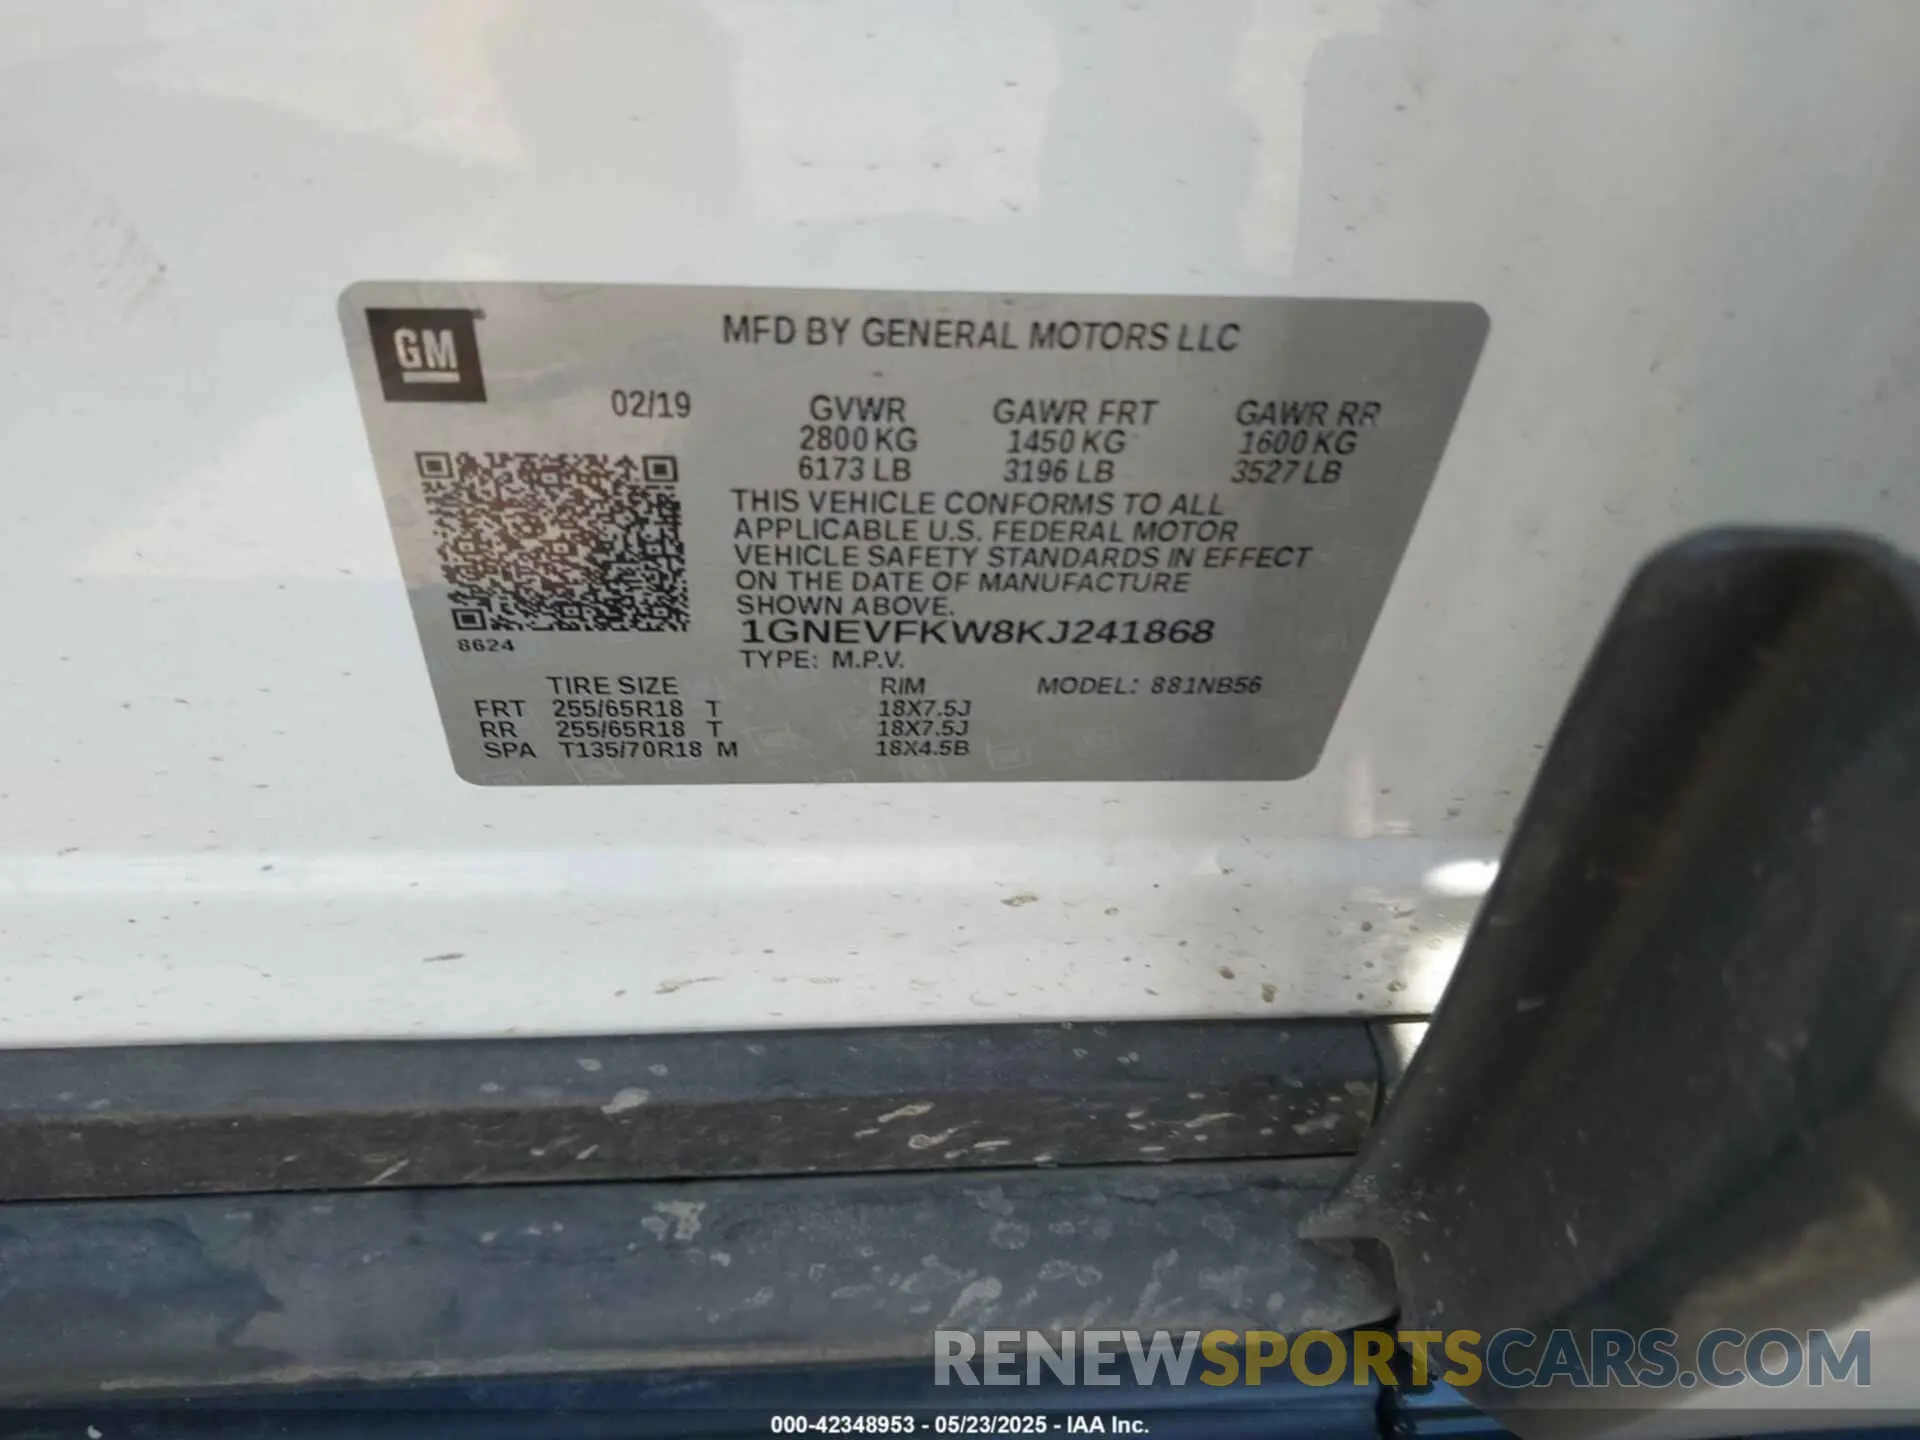 GM
MFD BY GENERAL MOTORS LLC
02/19
GVWR GAWR FRT GAWR RR
2800 KG 1450 KG 1600 KG
6173 LB 3196 LB 3527 LB
THIS VEHICLE CONFORMS TO ALL
APPLICABLE U.S. FEDERAL MOTOR
VEHICLE SAFETY STANDARDS IN EFFECT
ON THE DATE OF MANUFACTURE
SHOWN ABOVE.
1GNEVFKW8KJ241868
8624
TYPE: M.P.V.
TIRE SIZE RIM MODEL: 881NB56
FRT 255/65R18 T 18X7.5J
RR 255/65R18 T 18X7.5J
SPA T135/70R18 M 18X4.5B
RENEWSPORTSCARS.COM
000-42348953 - 05/23/2025 - IAA Inc.